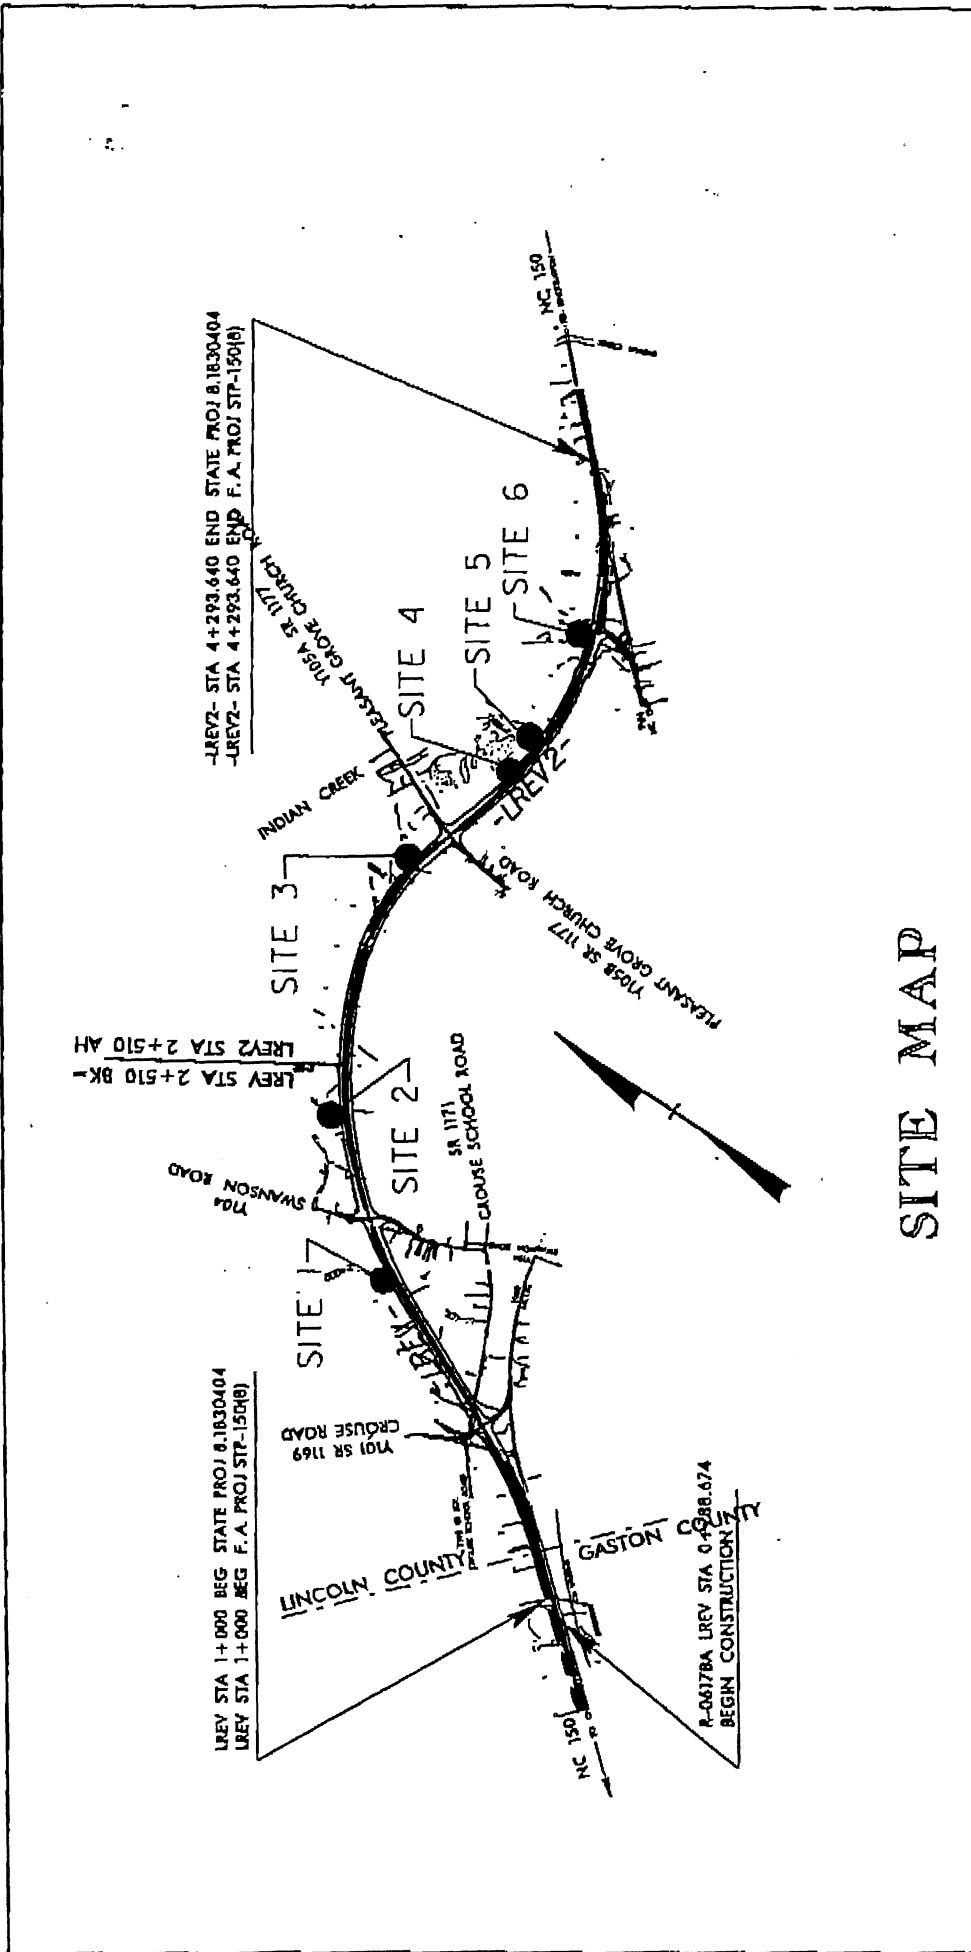 -LREV2- STA 4+293.640 END STATE PROJ 8.1830404
-LREV2- STA 4+293.640 END F. A. PROJ STP-150(8)
NC 150
Y105A SR 1177
PLEASANT GROVE CHURCH
SITE 6
SITE 5
SITE 4
INDIAN CREEK
-LREV2-
SITE 3
Y105B SR 1177
PLEASANT GROVE CHURCH ROAD
LREV STA 2+510 BK=
LREV2 STA 2+510 AH
SITE 2
SR 1171
CROUSE SCHOOL ROAD
Y104
SWANSON ROAD
SITE 1
-LREV-
Y101 SR 1169
CROUSE ROAD
LREV STA 1+000 BEG STATE PROJ 8.1830404
LREV STA 1+000 BEG F. A. PROJ STP-150(8)
LINCOLN COUNTY
GASTON COUNTY
R-0617BA LREV STA 0+988.674
BEGIN CONSTRUCTION
NC 150
SITE MAP